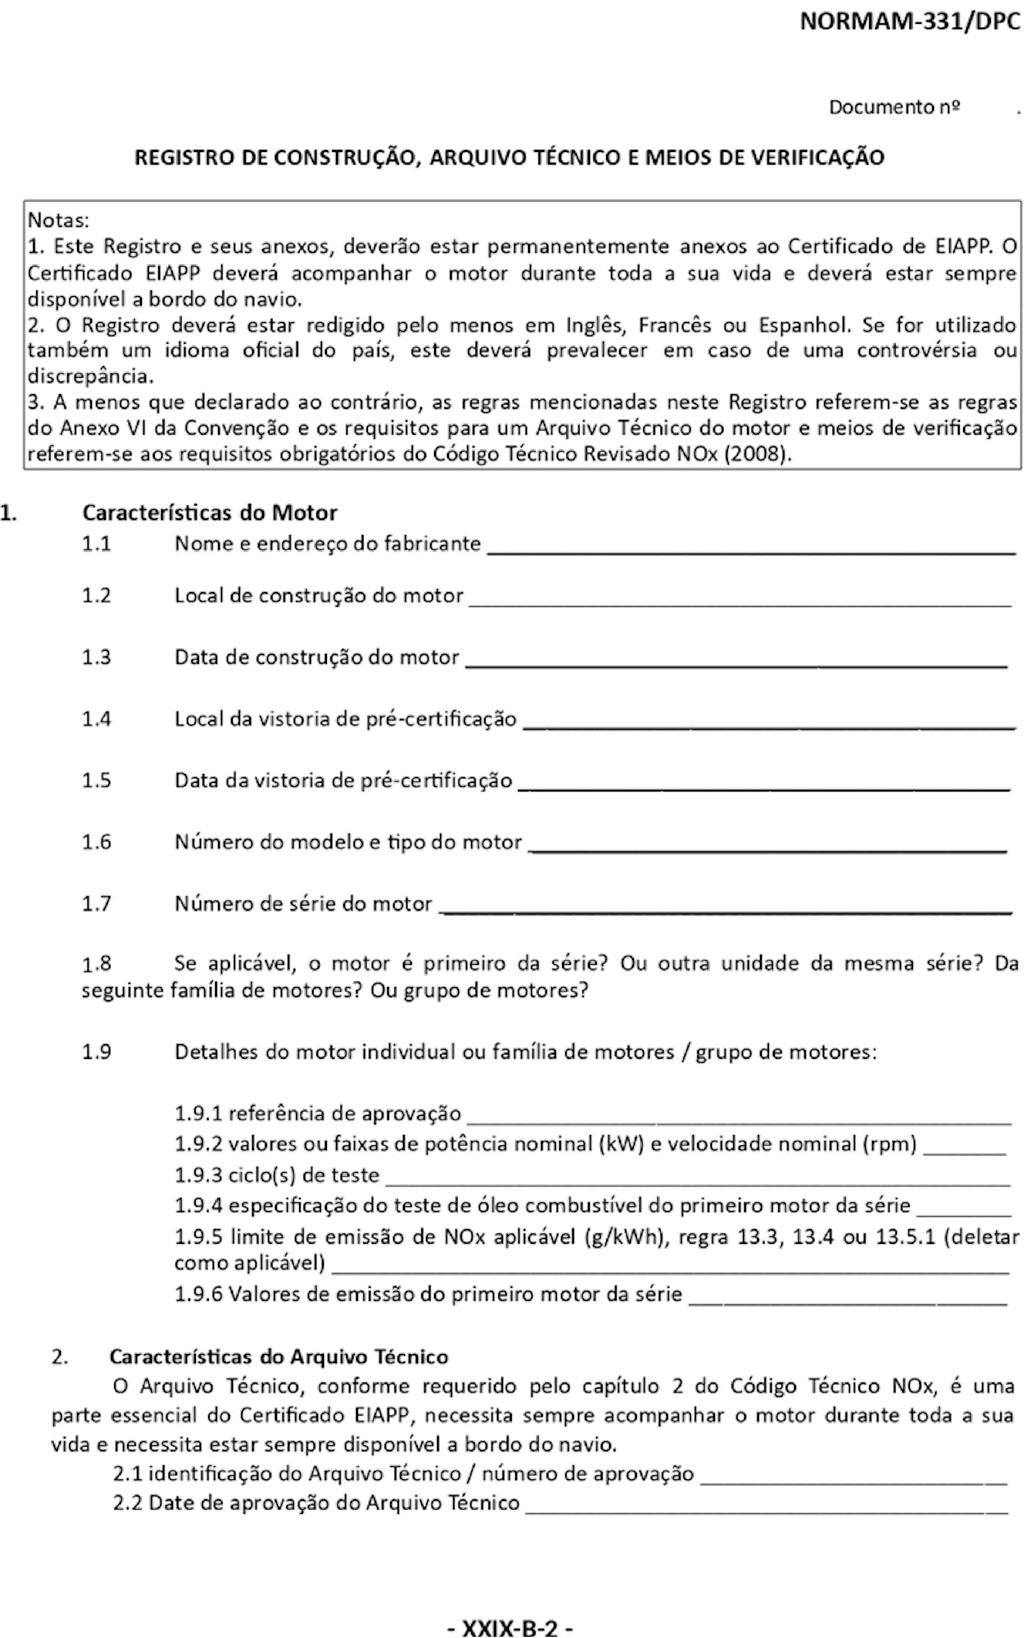 NORMAM-331/DPC
Documento nº .
REGISTRO DE CONSTRUÇÃO, ARQUIVO TÉCNICO E MEIOS DE VERIFICAÇÃO
Notas:
1. Este Registro e seus anexos, deverão estar permanentemente anexos ao Certificado de EIAPP. O
Certificado EIAPP deverá acompanhar o motor durante toda a sua vida e deverá estar sempre
disponível a bordo do navio.
2. O Registro deverá estar redigido pelo menos em Inglês, Francês ou Espanhol. Se for utilizado
também um idioma oficial do país, este deverá prevalecer em caso de uma controvérsia ou
discrepância.
3. A menos que declarado ao contrário, as regras mencionadas neste Registro referem-se as regras
do Anexo VI da Convenção e os requisitos para um Arquivo Técnico do motor e meios de verificação
referem-se aos requisitos obrigatórios do Código Técnico Revisado NOx (2008).
1. Características do Motor
1.1 Nome e endereço do fabricante
1.2 Local de construção do motor
1.3 Data de construção do motor
1.4 Local da vistoria de pré-certificação
1.5 Data da vistoria de pré-certificação
1.6 Número do modelo e tipo do motor
1.7 Número de série do motor
1.8 Se aplicável, o motor é primeiro da série? Ou outra unidade da mesma série? Da
seguinte família de motores? Ou grupo de motores?
1.9 Detalhes do motor individual ou família de motores / grupo de motores:
1.9.1 referência de aprovação
1.9.2 valores ou faixas de potência nominal (kW) e velocidade nominal (rpm)
1.9.3 ciclo(s) de teste
1.9.4 especificação do teste de óleo combustível do primeiro motor da série
1.9.5 limite de emissão de NOx aplicável (g/kWh), regra 13.3, 13.4 ou 13.5.1 (deletar
como aplicável)
1.9.6 Valores de emissão do primeiro motor da série
2. Características do Arquivo Técnico
O Arquivo Técnico, conforme requerido pelo capítulo 2 do Código Técnico NOx, é uma
parte essencial do Certificado EIAPP, necessita sempre acompanhar o motor durante toda a sua
vida e necessita estar sempre disponível a bordo do navio.
2.1 identificação do Arquivo Técnico / número de aprovação
2.2 Date de aprovação do Arquivo Técnico
- XXIX-B-2 -